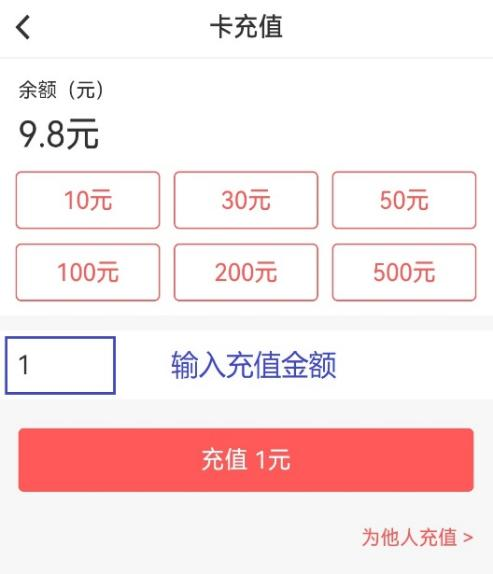 卡充值
余额（元）
9.8元
10元 30元 50元
100元 200元 500元
1 输入充值金额
充值 1元
为他人充值 >